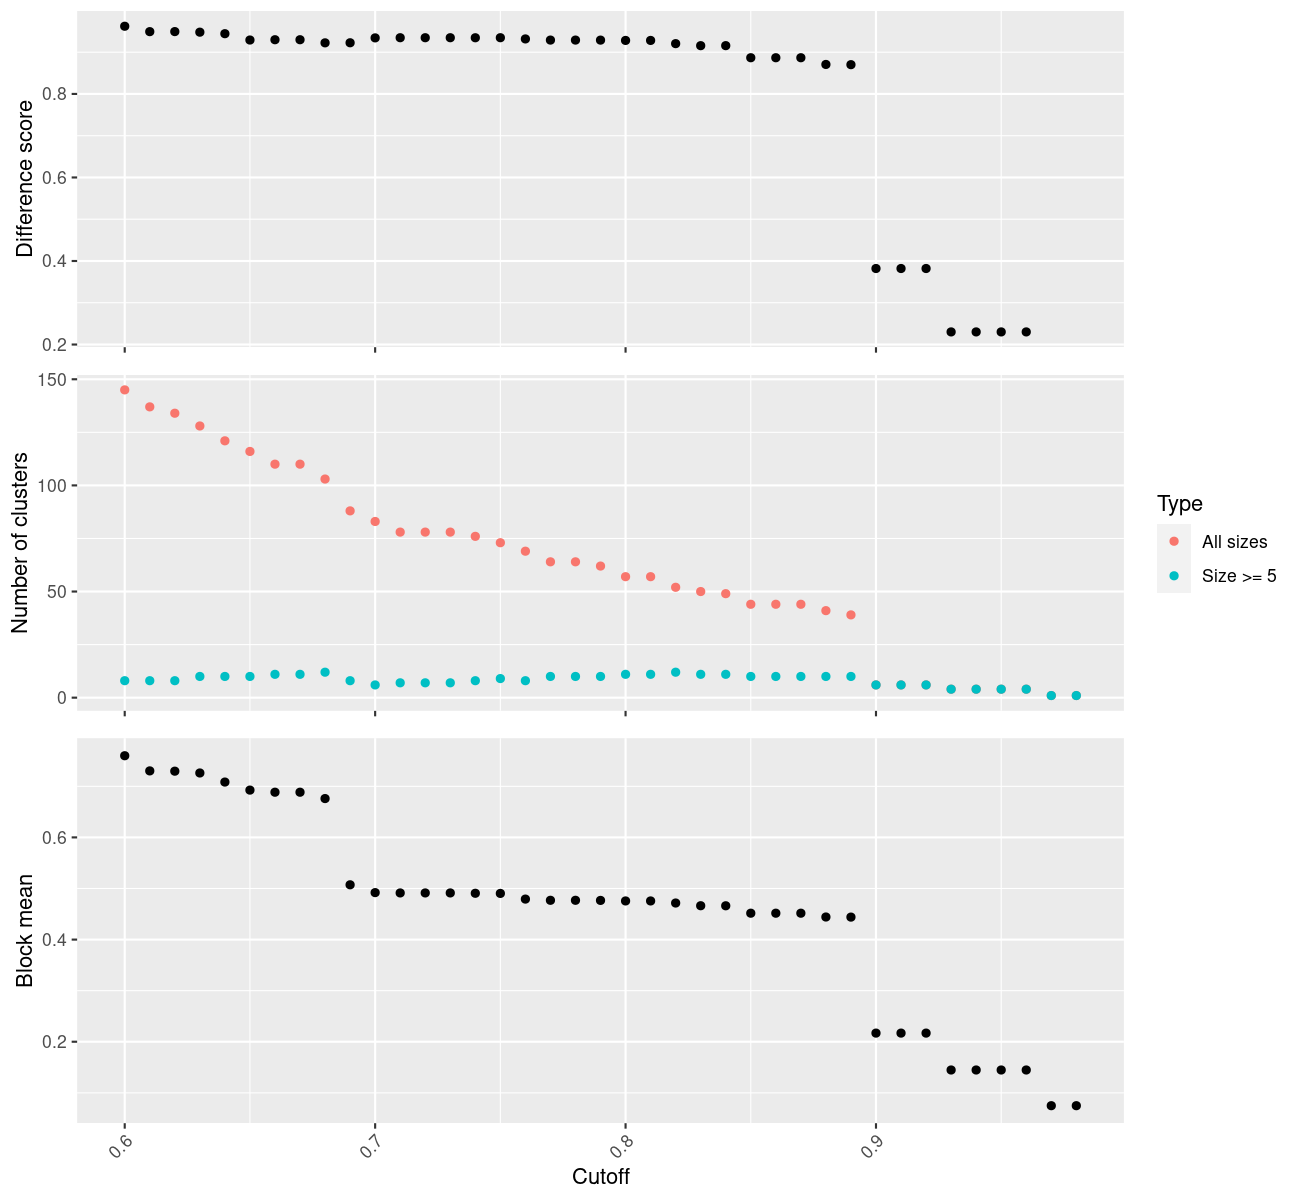 Difference score
0.8
0.6
0.4
0.2
Number of clusters
150
100
50
0
Type
All sizes
Size >= 5
Block mean
0.6
0.4
0.2
0.6
0.7
0.8
0.9
Cutoff